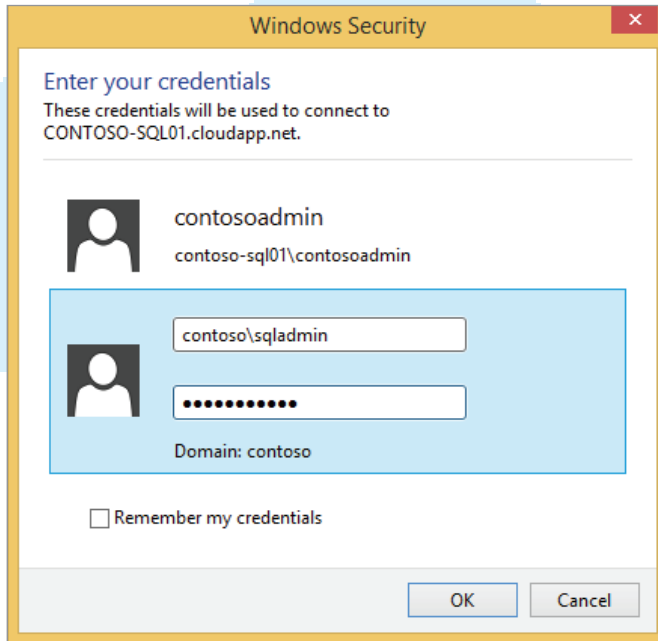 Windows Security
Enter your credentials
These credentials will be used to connect to
CONTOSO-SQL01.cloudapp.net.
contosoadmin
contoso-sql01\contosoadmin
contoso\sqladmin
●●●●●●●●●●●
Domain: contoso
Remember my credentials
OK
Cancel